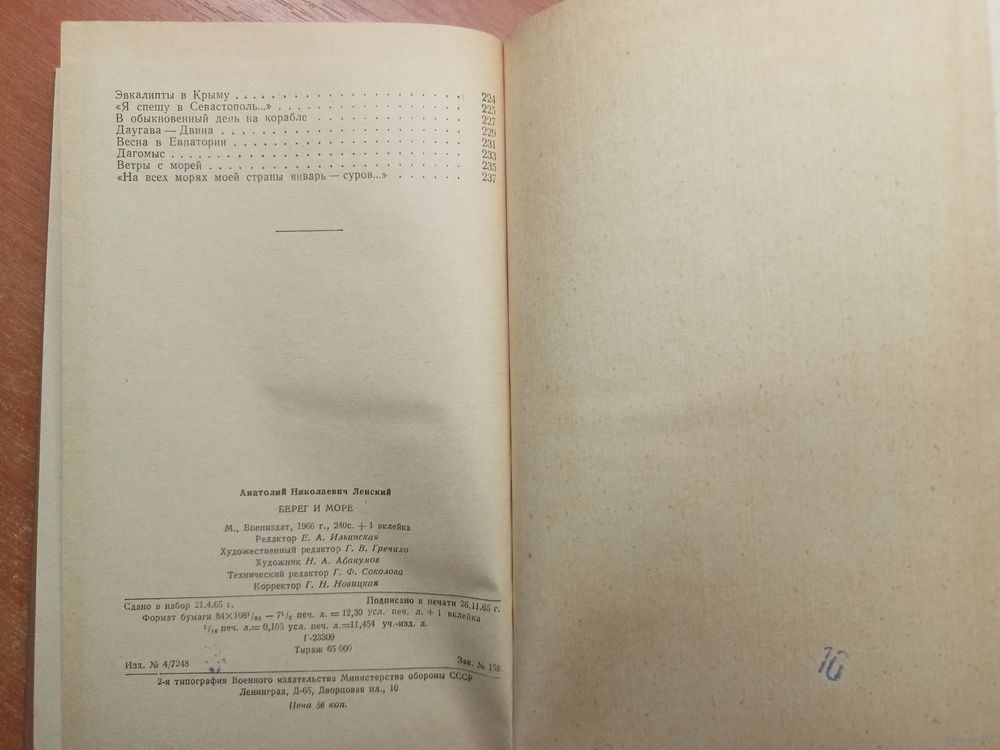 Эвкалипты в Крыму . . . . . . . . . . . . . . . . . . . . 224
«Я спешу в Севастополь...» . . . . . . . . . . . . . . . . 225
В обыкновенный день на корабле . . . . . . . . . . . . . 227
Даугава — Двина . . . . . . . . . . . . . . . . . . . . . 229
Весна в Евпатории . . . . . . . . . . . . . . . . . . . . 231
Дагомыс . . . . . . . . . . . . . . . . . . . . . . . . . 233
Ветры с морей . . . . . . . . . . . . . . . . . . . . . . 235
«На всех морях моей страны январь — суров...» . . . . . . 237
Анатолий Николаевич Ленский
БЕРЕГ И МОРЕ
М., Воениздат, 1966 г., 240с. + 1 вклейка
Редактор Е. А. Ильинская
Художественный редактор Г. В. Гречихо
Художник Н. А. Абакумов
Технический редактор Г. Ф. Соколова
Корректор Г. Н. Новицкая
Сдано в набор 21.4.65 г. Подписано к печати 26.11.65 г.
Формат бумаги 84×108¹/₃₂ — 7¹/₂ печ. л. = 12,30 усл. печ. л. + 1 вклейка
¹/₁₆ печ. л.= 0,103 усл. печ. л.=11,454 уч.-изд. л.
Г-23309
Тираж 65 000
Изд. № 4/7248 Зак. № 158
2-я типография Военного издательства Министерства обороны СССР
Ленинград, Д-65, Дворцовая пл., 10
Цена 56 коп.
16